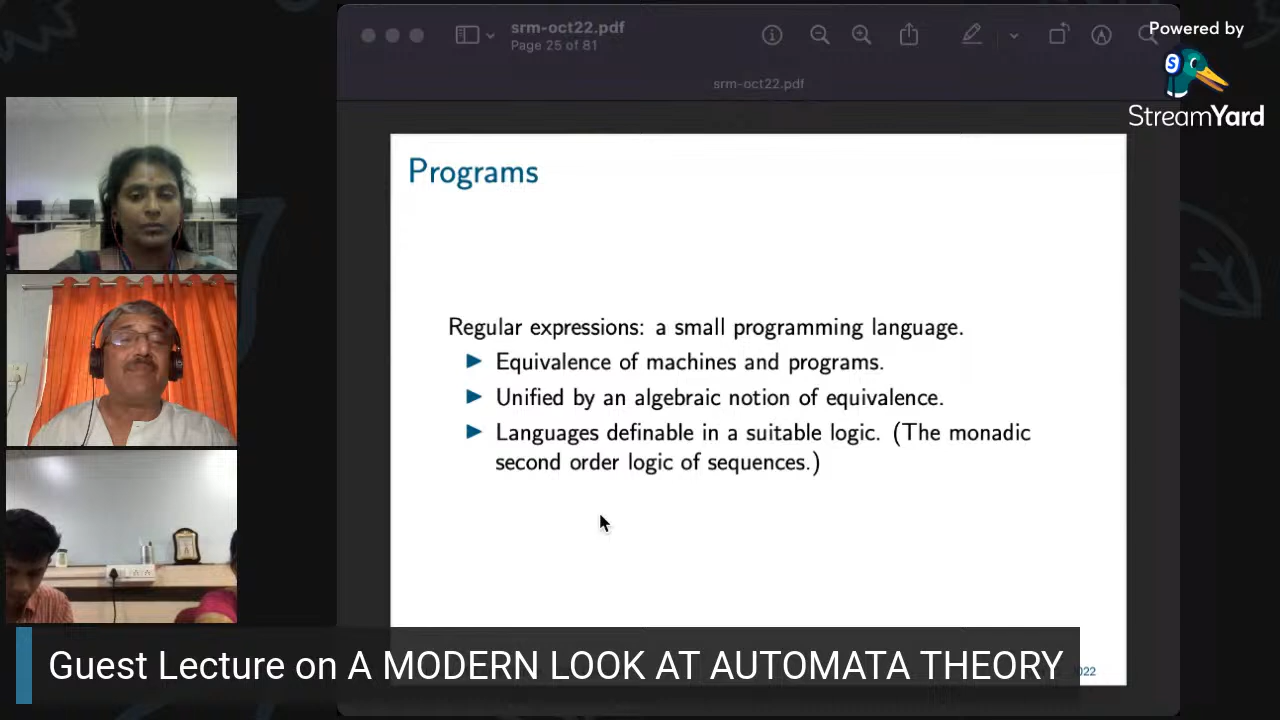 srm-oct22.pdf
Page 25 of 81
Powered by
StreamYard
srm-oct22.pdf
Programs
Regular expressions: a small programming language.
► Equivalence of machines and programs.
► Unified by an algebraic notion of equivalence.
► Languages definable in a suitable logic. (The monadic
second order logic of sequences.)
Guest Lecture on A MODERN LOOK AT AUTOMATA THEORY